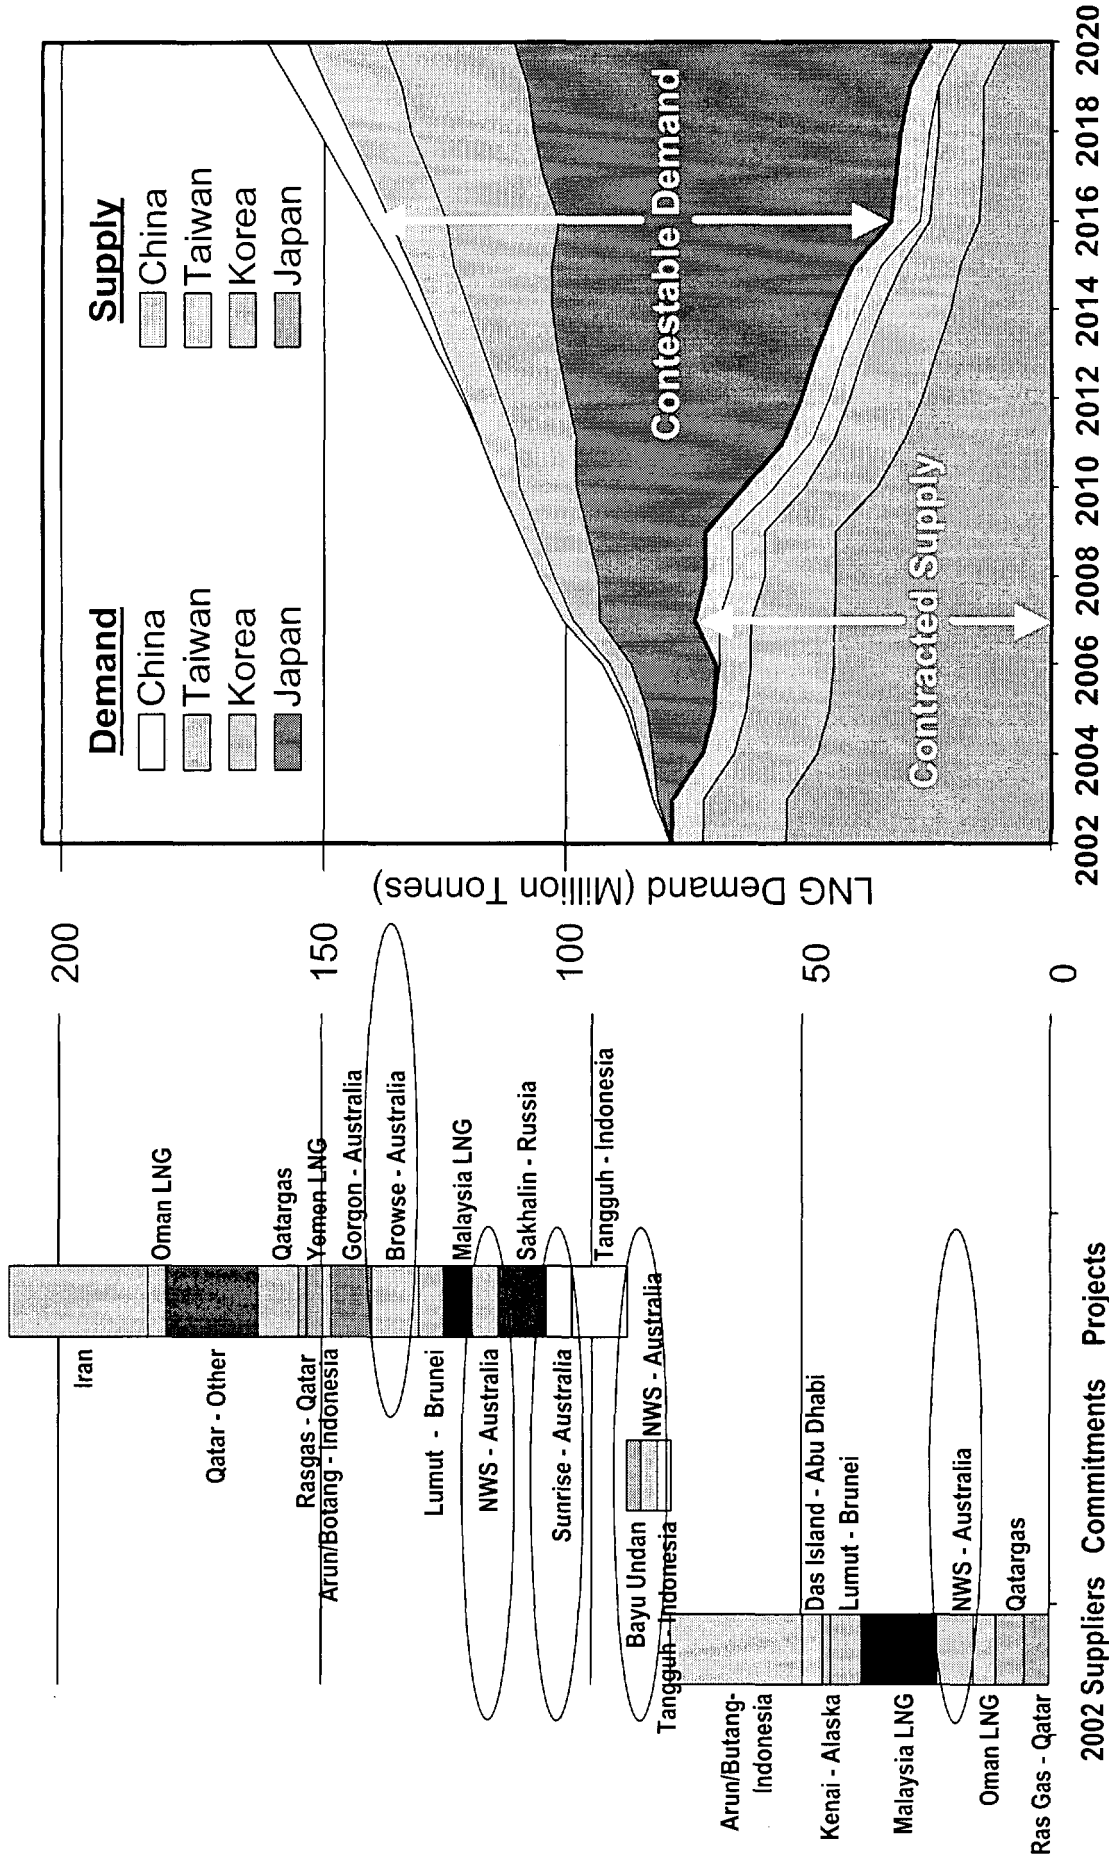 Iran
Oman LNG
Qatar - Other
Qatargas
Rasgas - Qatar
Yemen LNG
Arun/Botang - Indonesia
Gorgon - Australia
Browse - Australia
Lumut - Brunei
Malaysia LNG
NWS - Australia
Sakhalin - Russia
Sunrise - Australia
Tangguh - Indonesia
Bayu Undan
NWS - Australia
Tangguh - Indonesia
Arun/Butang-
Indonesia
Das Island - Abu Dhabi
Kenai - Alaska
Lumut - Brunei
Malaysia LNG
NWS - Australia
Oman LNG
Qatargas
Ras Gas - Qatar
2002 Suppliers Commitments Projects
200
150
100
50
0
LNG Demand (Million Tonnes)
Demand
China
Taiwan
Korea
Japan
Supply
China
Taiwan
Korea
Japan
Contestable Demand
Contracted Supply
2002 2004 2006 2008 2010 2012 2014 2016 2018 2020